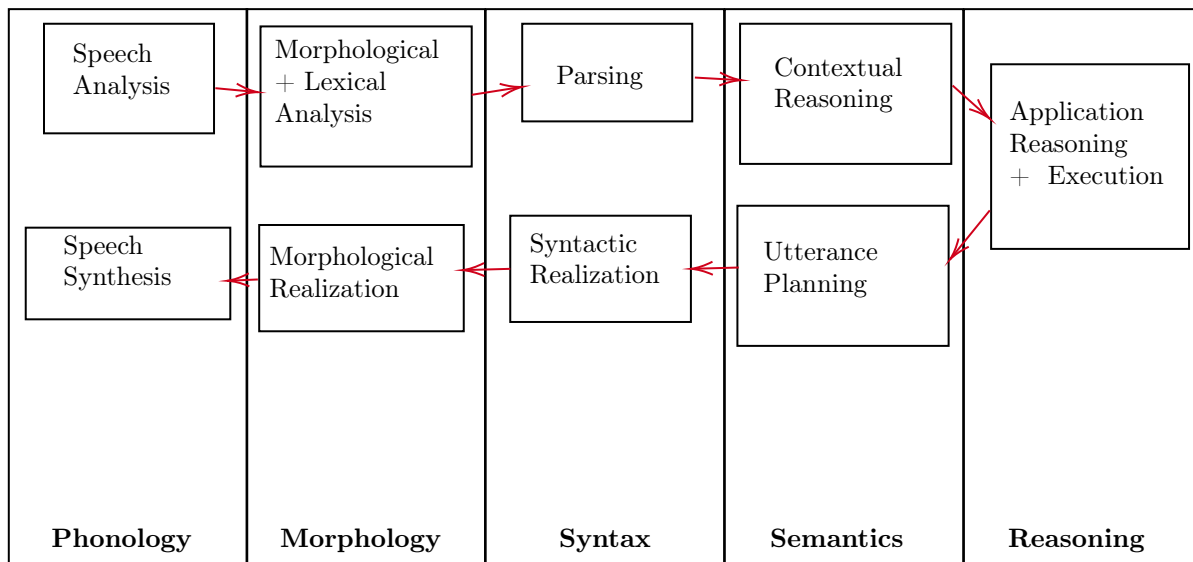 Speech
Analysis
Morphological
+ Lexical
Analysis
Parsing
Contextual
Reasoning
Application
Reasoning
+ Execution
Speech
Synthesis
Morphological
Realization
Syntactic
Realization
Utterance
Planning
Phonology
Morphology
Syntax
Semantics
Reasoning